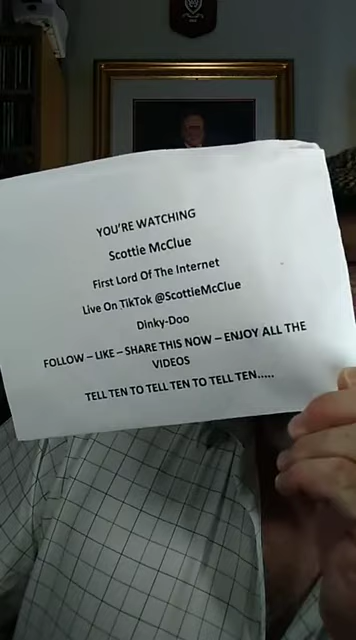 YOU'RE WATCHING
Scottie McClue
First Lord Of The Internet
Live On TikTok @ScottieMcClue
Dinky-Doo
FOLLOW – LIKE – SHARE THIS NOW – ENJOY ALL THE
VIDEOS
TELL TEN TO TELL TEN TO TELL TEN.....